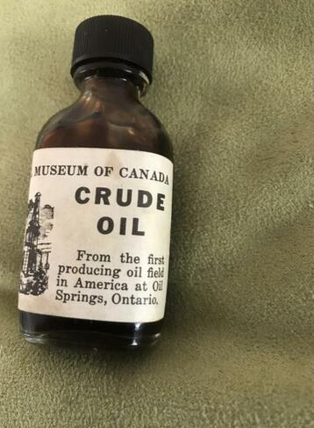 MUSEUM OF CANADA
CRUDE
OIL
From the first
producing oil field
in America at Oil
Springs, Ontario.